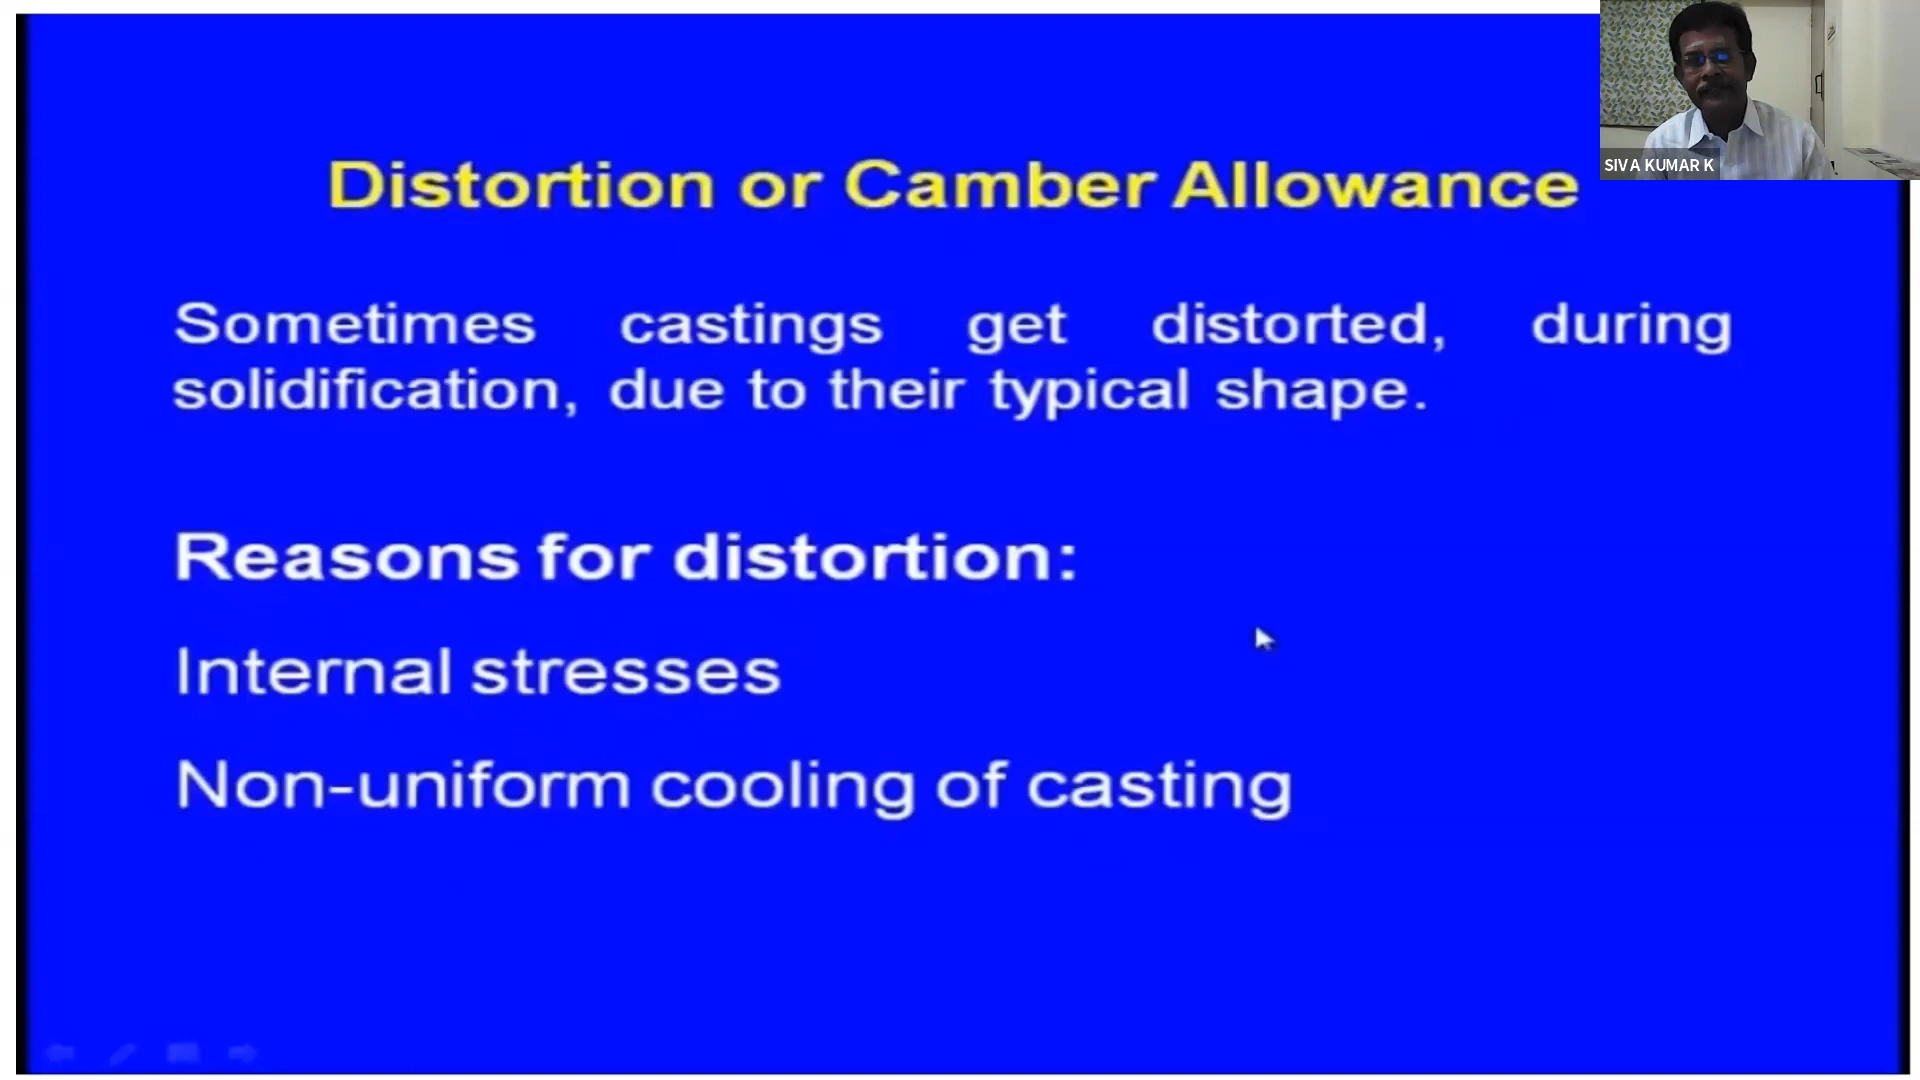 Distortion or Camber Allowance
Sometimes castings get distorted, during
solidification, due to their typical shape.
Reasons for distortion:
Internal stresses
Non-uniform cooling of casting
SIVA KUMAR K